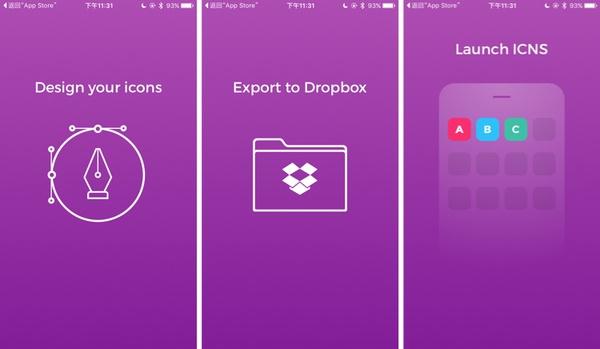 返回"App Store" 下午11:31 93%
Design your icons
返回"App Store" 下午11:31 93%
Export to Dropbox
返回"App Store" 下午11:31 93%
Launch ICNS
A B C